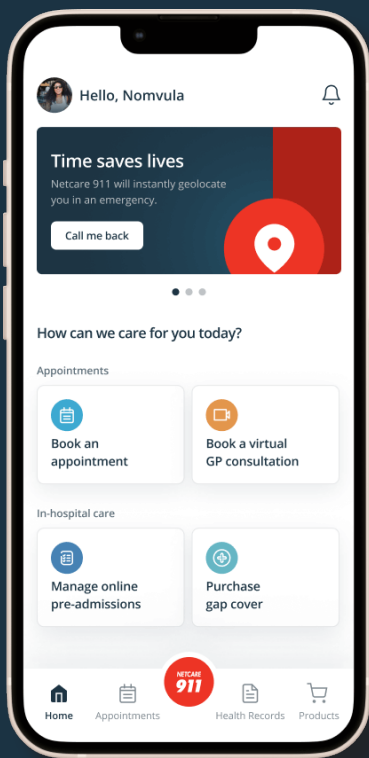 Hello, Nomvula
Time saves lives
Netcare 911 will instantly geolocate
you in an emergency.
Call me back
How can we care for you today?
Appointments
Book an
appointment
Book a virtual
GP consultation
In-hospital care
Manage online
pre-admissions
Purchase
gap cover
NETCARE
911
Home
Appointments
Health Records
Products